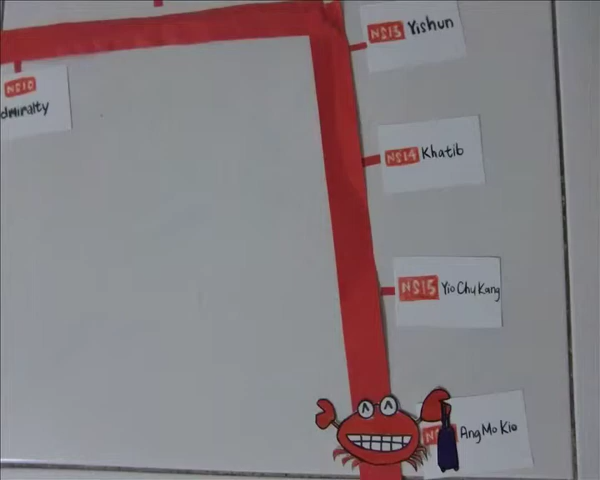 NS13 Yishun
NS10
dmiralty
NS14 Khatib
NS15 Yio Chu Kang
Ang Mo Kio